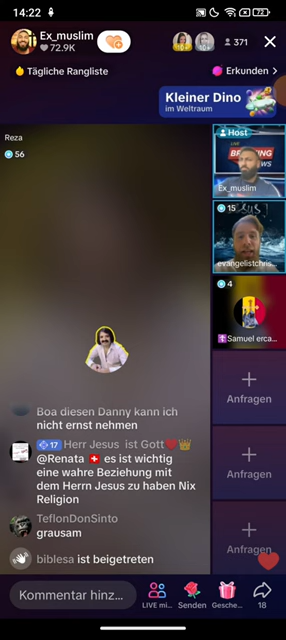 14:22
72
Ex_muslim
72.9K
371
Tägliche Rangliste
Erkunden >
Kleiner Dino
im Weltraum
Reza
56
Host
LIVE
Ex_muslim
15
evangelistchris...
4
Samuel erca...
Anfragen
Anfragen
Anfragen
Boa diesen Danny kann ich
nicht ernst nehmen
17 Herr Jesus ist Gott
@Renata es ist wichtig
eine wahre Beziehung mit
dem Herrn Jesus zu haben Nix
Religion
TeflonDonSinto
grausam
biblesa ist beigetreten
Kommentar hinz...
LIVE mi...
Senden
Gesche...
18